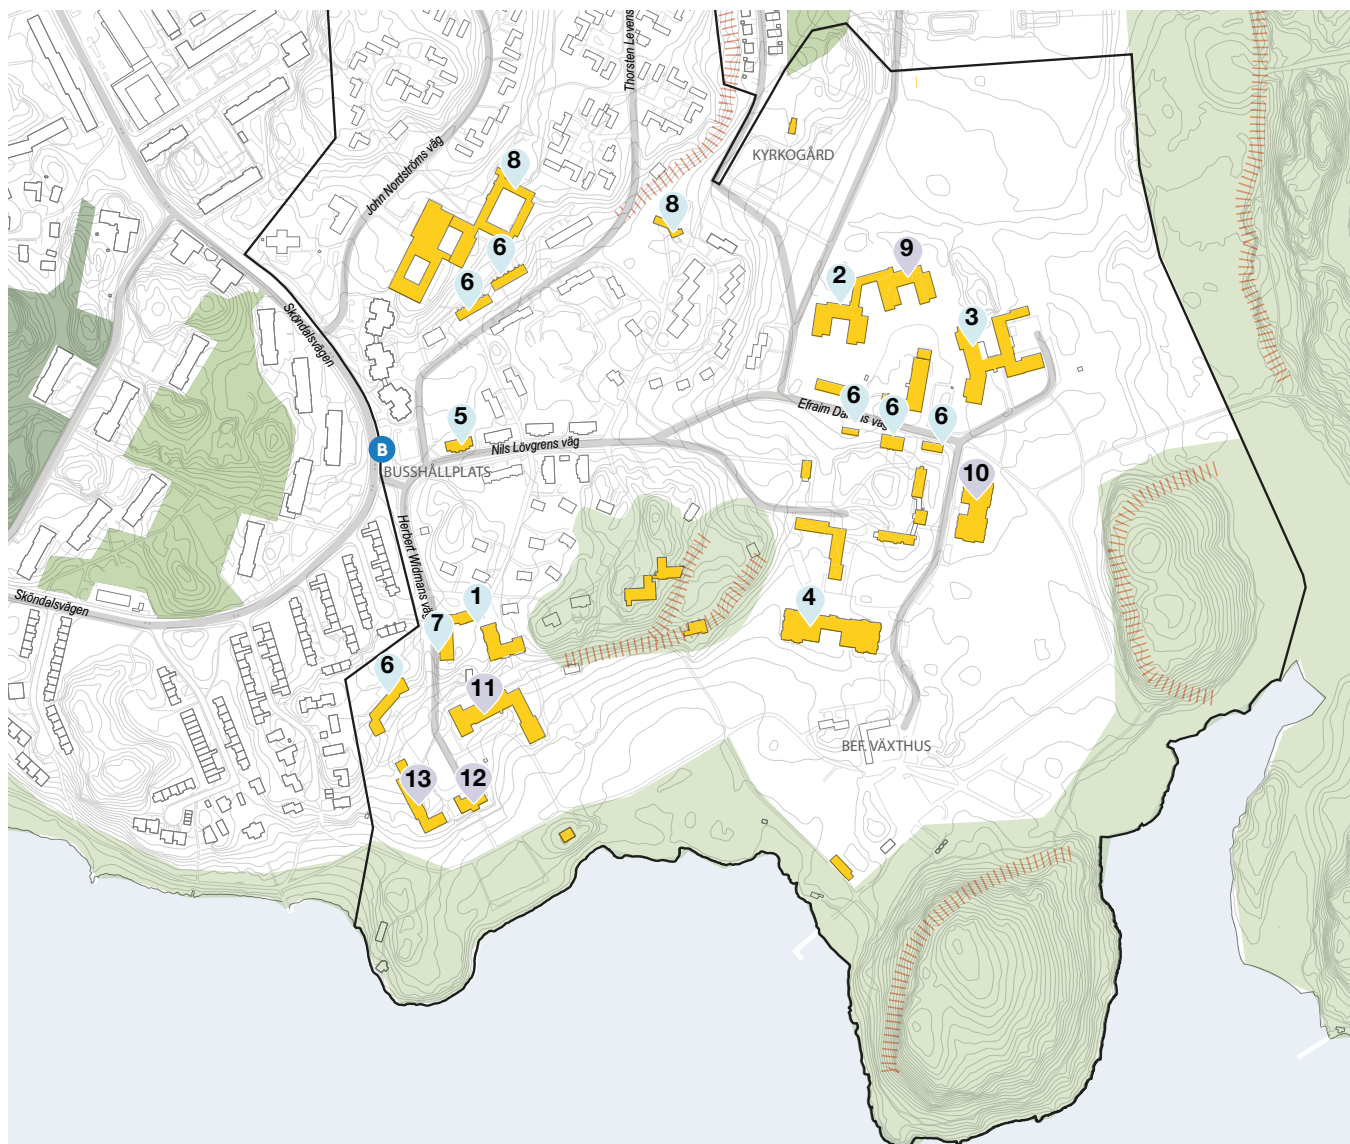 Thorsten Levens
KYRKOGÅRD
John Nordströms väg
8
8
6
6
9
2
3
Sköndalsvägen
5
6
6
6
Efraim Da
s väg
Nils Lövgrens väg
B
BUSSHÅLLPLATS
10
Herbert Widmans väg
Sköndalsvägen
1
4
7
6
11
BEF. VÄXTHUS
13
12